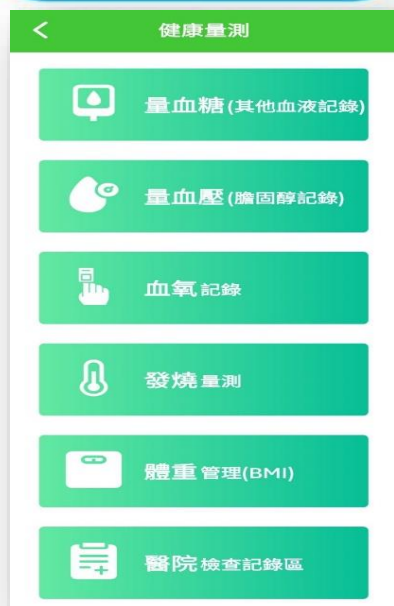 健康量測
量血糖(其他血液記錄)
量血壓(膽固醇記錄)
血氧記錄
發燒量測
體重管理(BMI)
醫院檢查記錄區